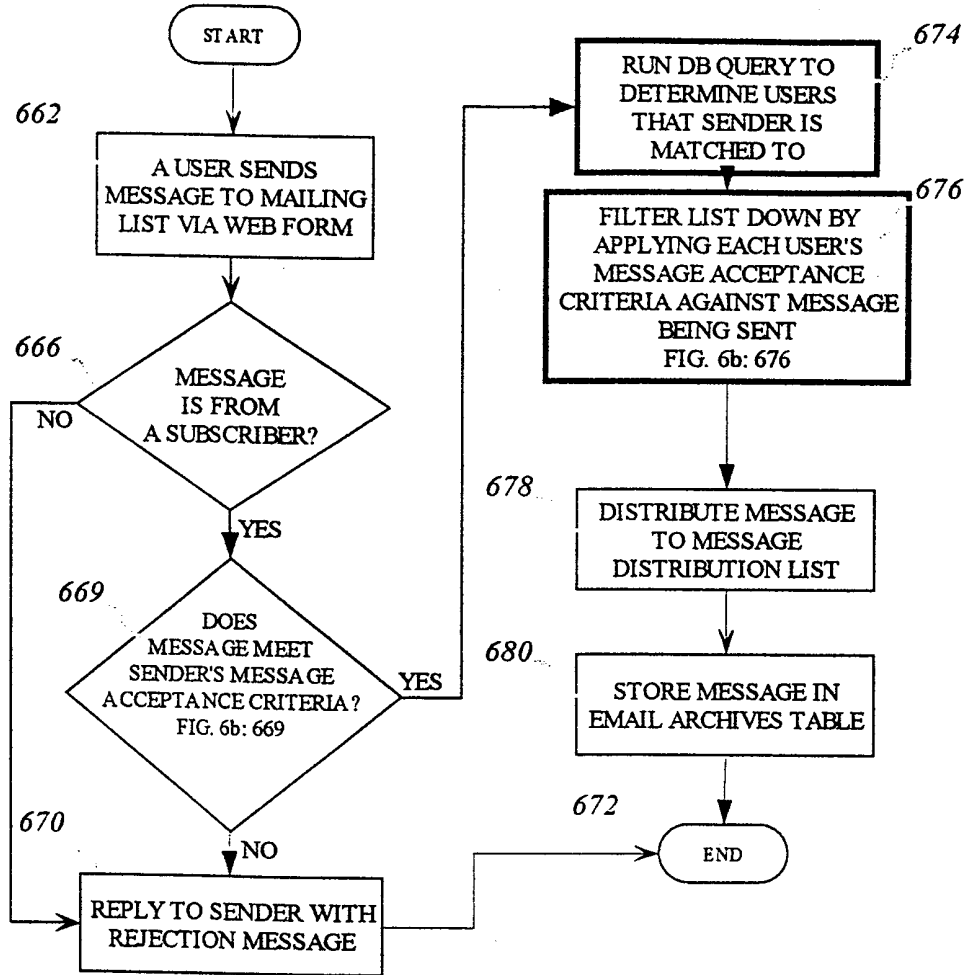 START
662
A USER SENDS
MESSAGE TO MAILING
LIST VIA WEB FORM
666
MESSAGE
IS FROM
A SUBSCRIBER?
NO
YES
669
DOES
MESSAGE MEET
SENDER'S MESSAGE
ACCEPTANCE CRITERIA?
FIG. 6b: 669
YES
670
NO
REPLY TO SENDER WITH
REJECTION MESSAGE
674
RUN DB QUERY TO
DETERMINE USERS
THAT SENDER IS
MATCHED TO
676
FILTER LIST DOWN BY
APPLYING EACH USER'S
MESSAGE ACCEPTANCE
CRITERIA AGAINST MESSAGE
BEING SENT
FIG. 6b: 676
678
DISTRIBUTE MESSAGE
TO MESSAGE
DISTRIBUTION LIST
680
STORE MESSAGE IN
EMAIL ARCHIVES TABLE
672
END